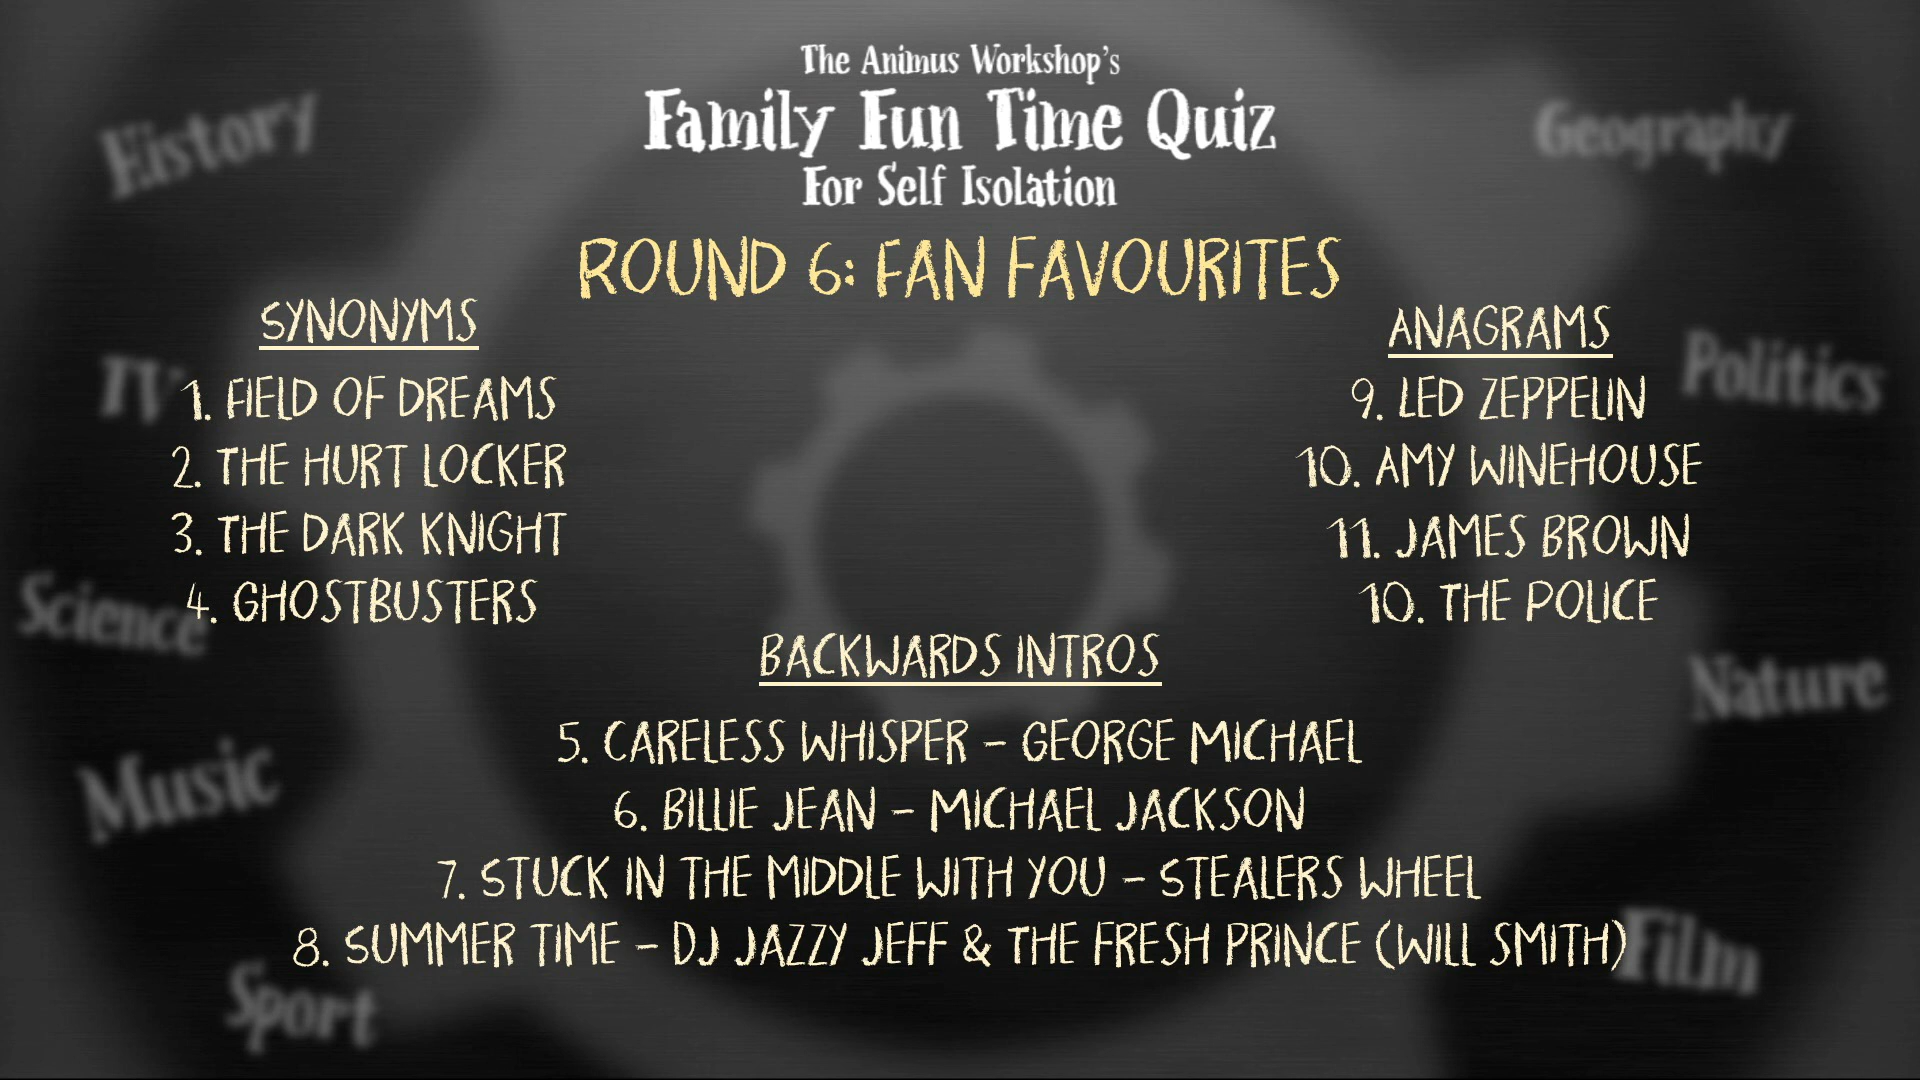 The Animus Workshop's
Family Fun Time Quiz
For Self Isolation
ROUND 6: FAN FAVOURITES
SYNONYMS
1. FIELD OF DREAMS
2. THE HURT LOCKER
3. THE DARK KNIGHT
4. GHOSTBUSTERS
ANAGRAMS
9. LED ZEPPELIN
10. AMY WINEHOUSE
11. JAMES BROWN
10. THE POLICE
BACKWARDS INTROS
5. CARELESS WHISPER - GEORGE MICHAEL
6. BILLIE JEAN - MICHAEL JACKSON
7. STUCK IN THE MIDDLE WITH YOU - STEALERS WHEEL
8. SUMMER TIME - DJ JAZZY JEFF & THE FRESH PRINCE (WILL SMITH)
History
TV
Science
Music
Sport
Geography
Politics
Nature
Film